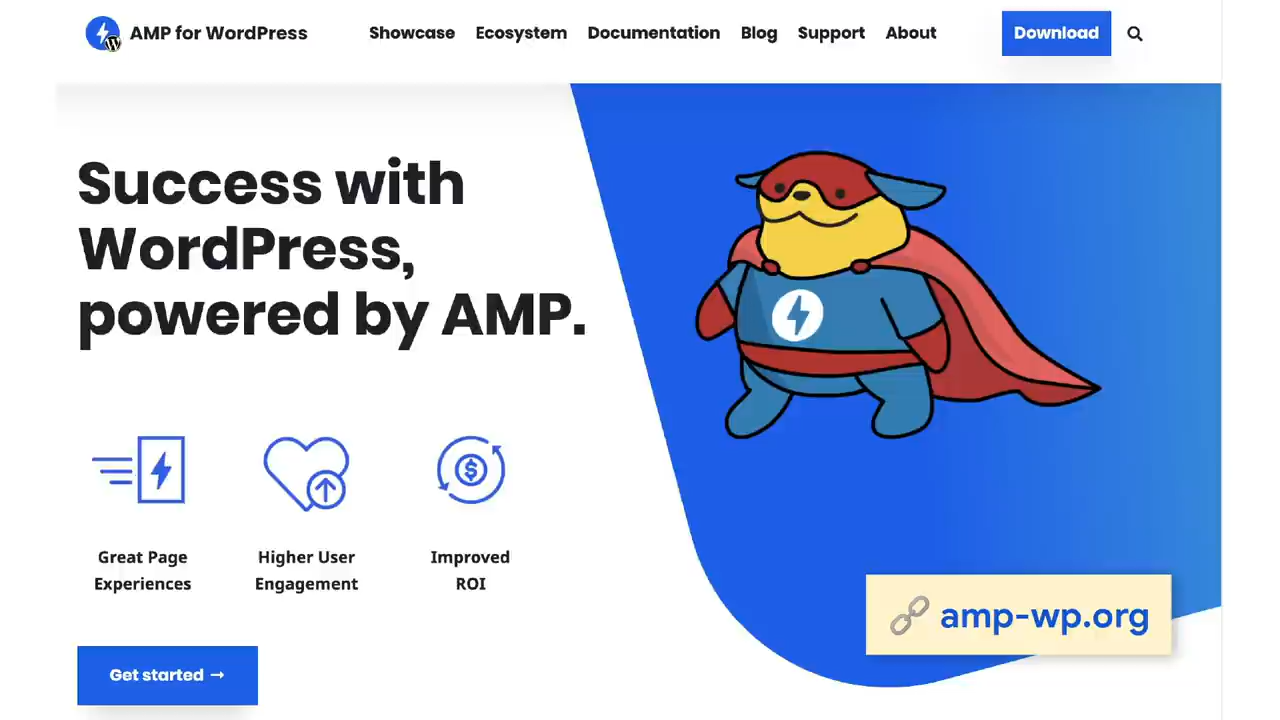 AMP for WordPress
Showcase Ecosystem Documentation Blog Support About
Download
Success with
WordPress,
powered by AMP.
Great Page
Experiences
Higher User
Engagement
Improved
ROI
Get started →
amp-wp.org